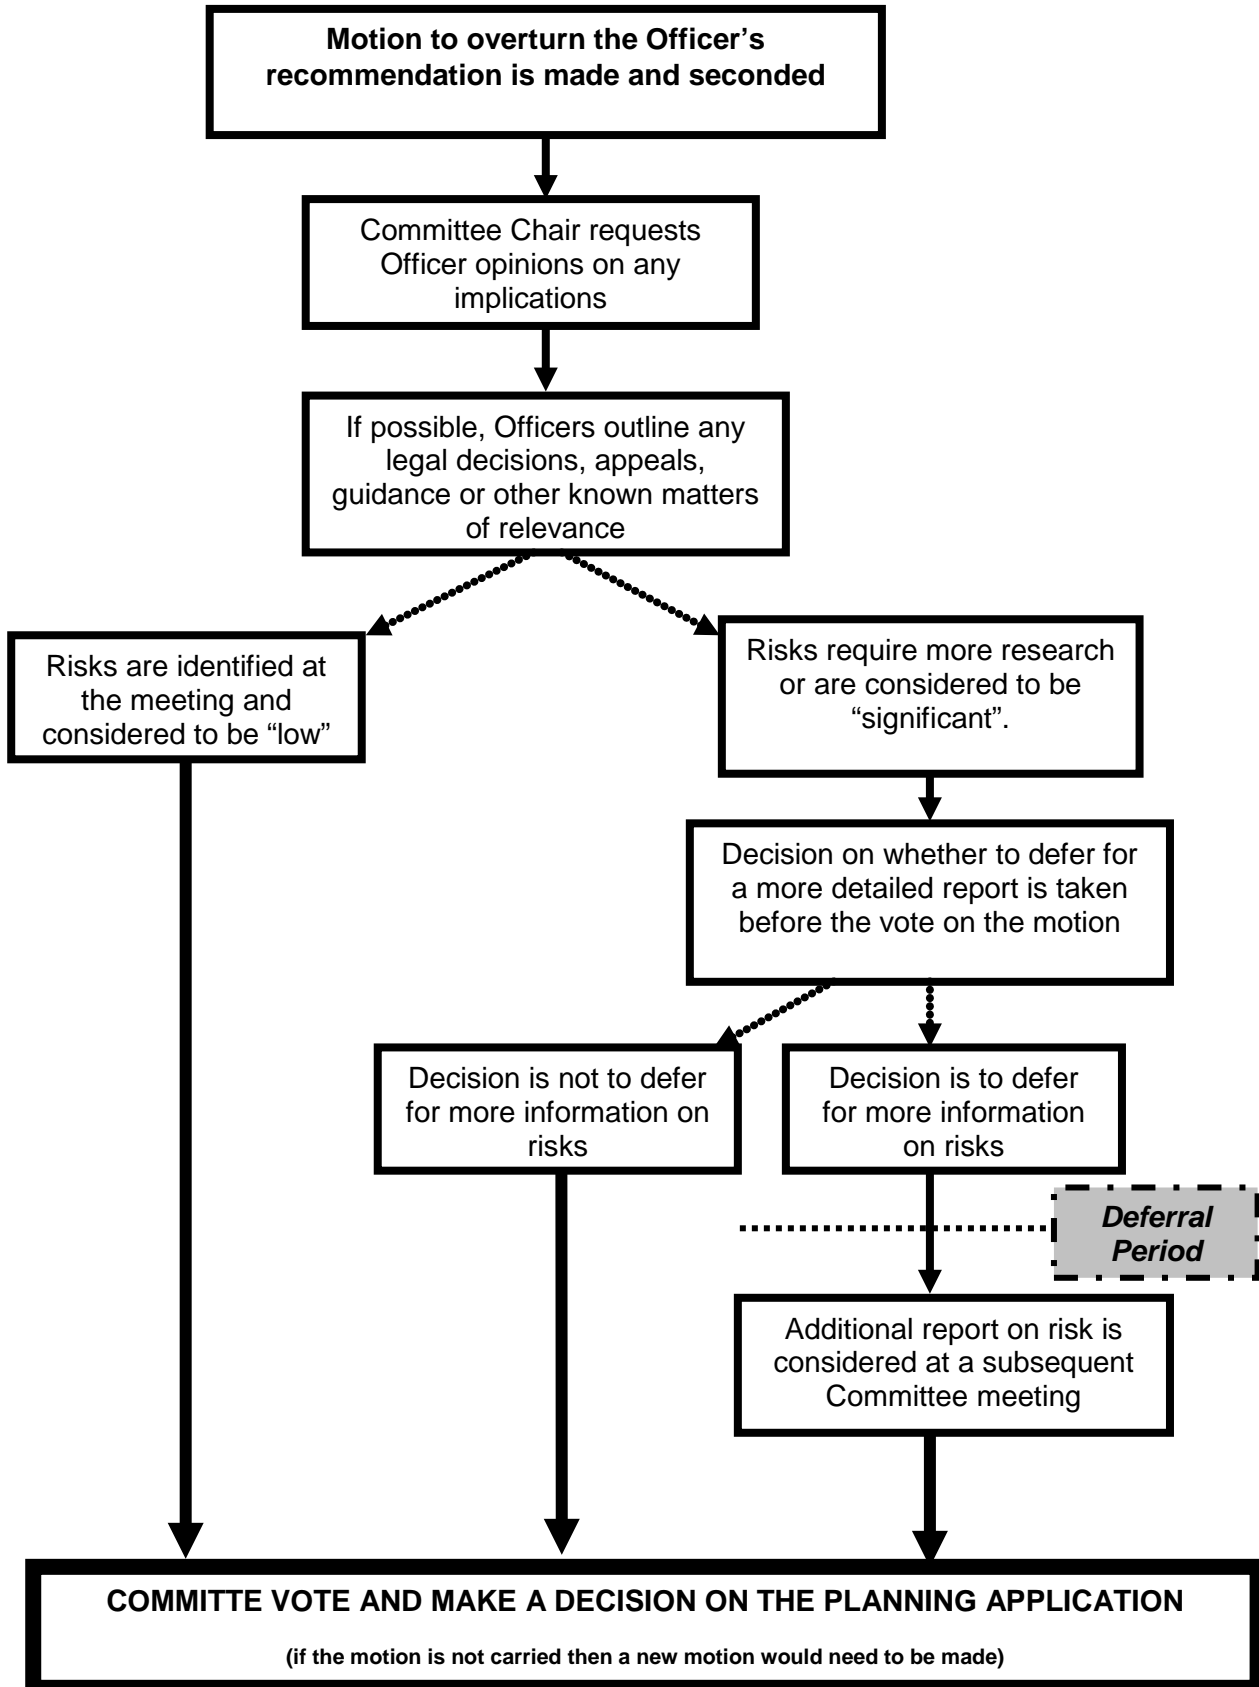 Motion to overturn the Officer's
recommendation is made and seconded
Committee Chair requests
Officer opinions on any
implications
If possible, Officers outline any
legal decisions, appeals,
guidance or other known matters
of relevance
Risks are identified at
the meeting and
considered to be “low”
Risks require more research
or are considered to be
“significant”.
Decision on whether to defer for
a more detailed report is taken
before the vote on the motion
Decision is not to defer
for more information on
risks
Decision is to defer
for more information
on risks
Deferral
Period
Additional report on risk is
considered at a subsequent
Committee meeting
COMMITTE VOTE AND MAKE A DECISION ON THE PLANNING APPLICATION
(if the motion is not carried then a new motion would need to be made)